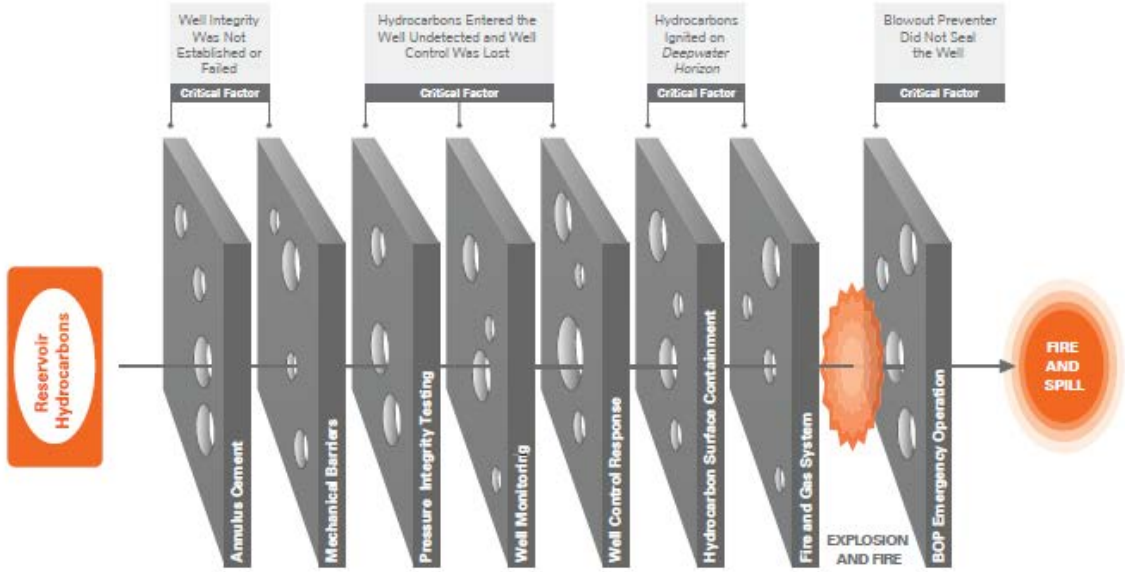 Well Integrity
Was Not
Established or
Failed
Critical Factor
Hydrocarbons Entered the
Well Undetected and Well
Control Was Lost
Critical Factor
Hydrocarbons
Ignited on
Deepwater
Horizon
Critical Factor
Blowout Preventer
Did Not Seal
the Well
Critical Factor
Reservoir
Hydrocarbons
Annulus Cement
Mechanical Barriers
Pressure Integrity Testing
Well Monitoring
Well Control Response
Hydrocarbon Surface Containment
Fire and Gas System
EXPLOSION
AND FIRE
BOP Emergency Operation
FIRE
AND
SPILL